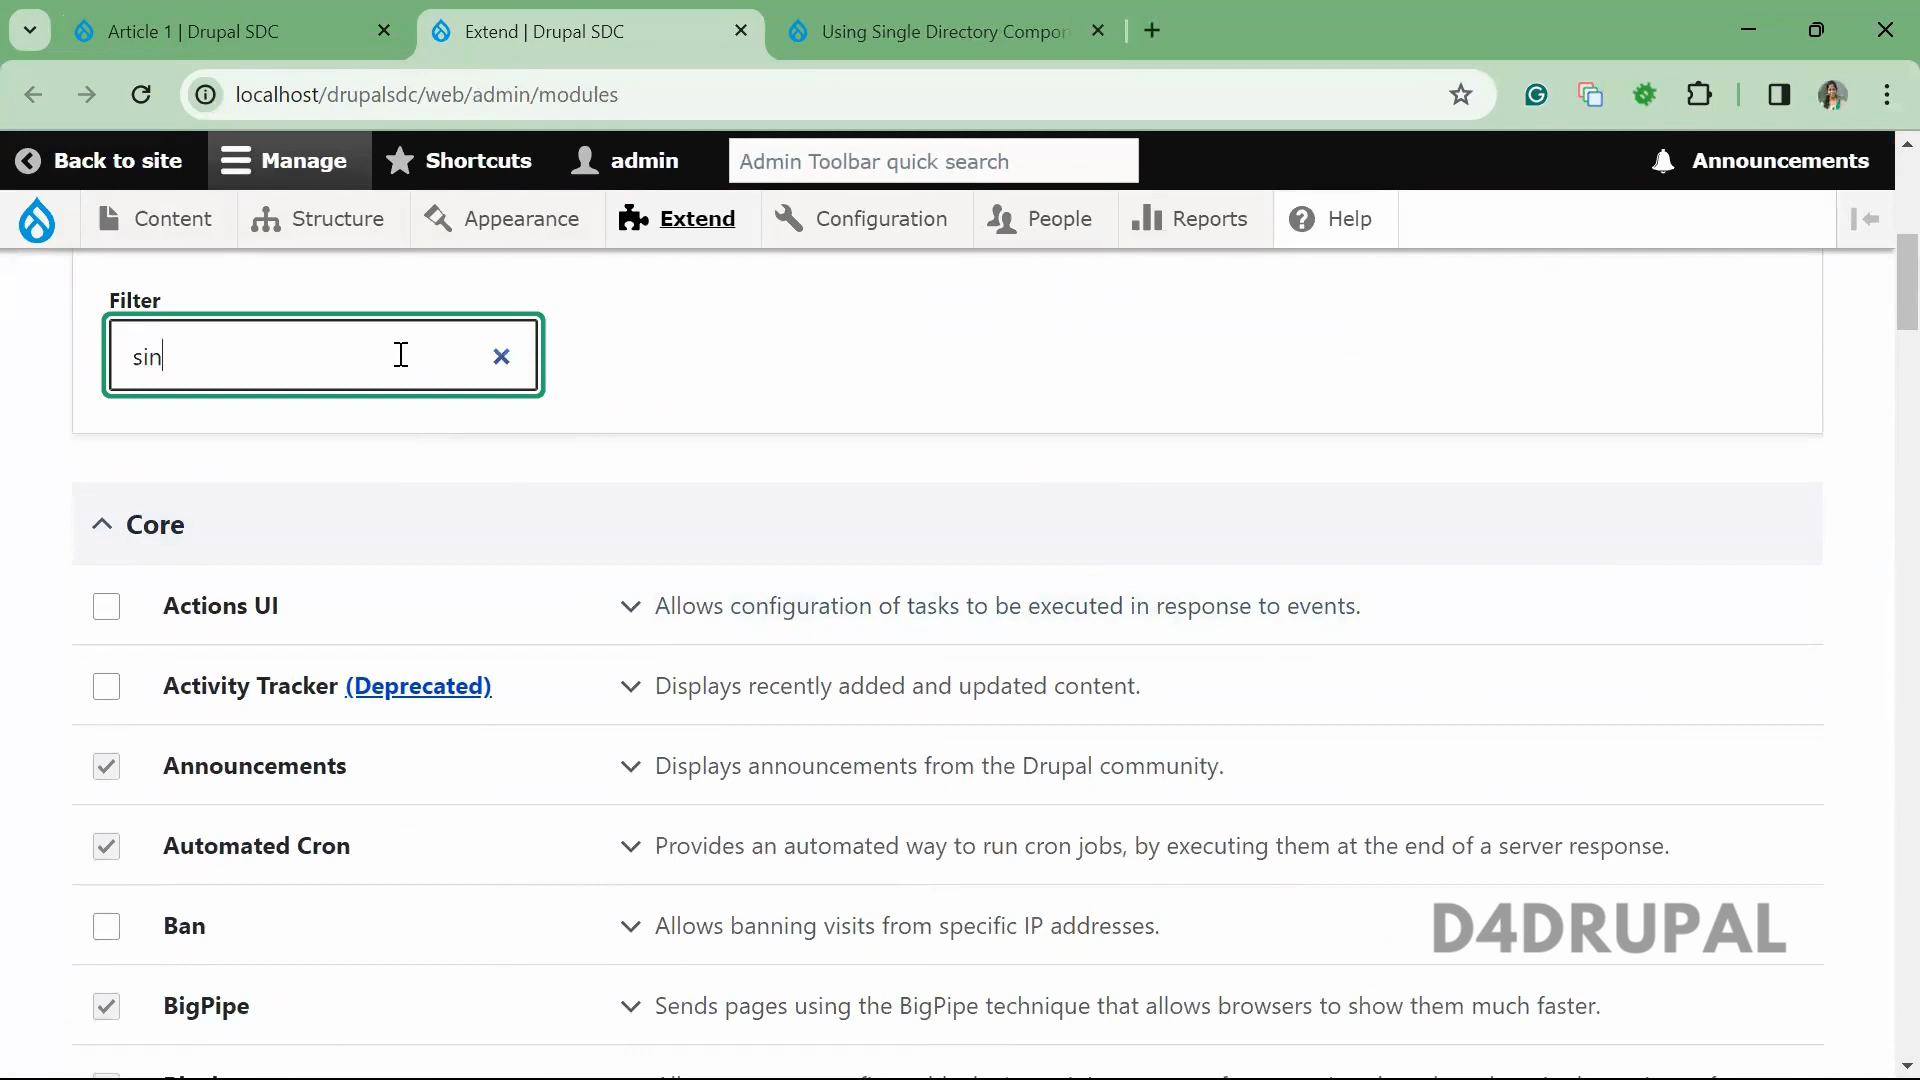 Article 1 | Drupal SDC
Extend | Drupal SDC
Using Single Directory Compo
localhost/drupalsdc/web/admin/modules
Back to site
Manage
Shortcuts
admin
Admin Toolbar quick search
Announcements
Content
Structure
Appearance
Extend
Configuration
People
Reports
Help
Filter
sin
Core
Actions UI
Allows configuration of tasks to be executed in response to events.
Activity Tracker (Deprecated)
Displays recently added and updated content.
Announcements
Displays announcements from the Drupal community.
Automated Cron
Provides an automated way to run cron jobs, by executing them at the end of a server response.
Ban
Allows banning visits from specific IP addresses.
D4DRUPAL
BigPipe
Sends pages using the BigPipe technique that allows browsers to show them much faster.